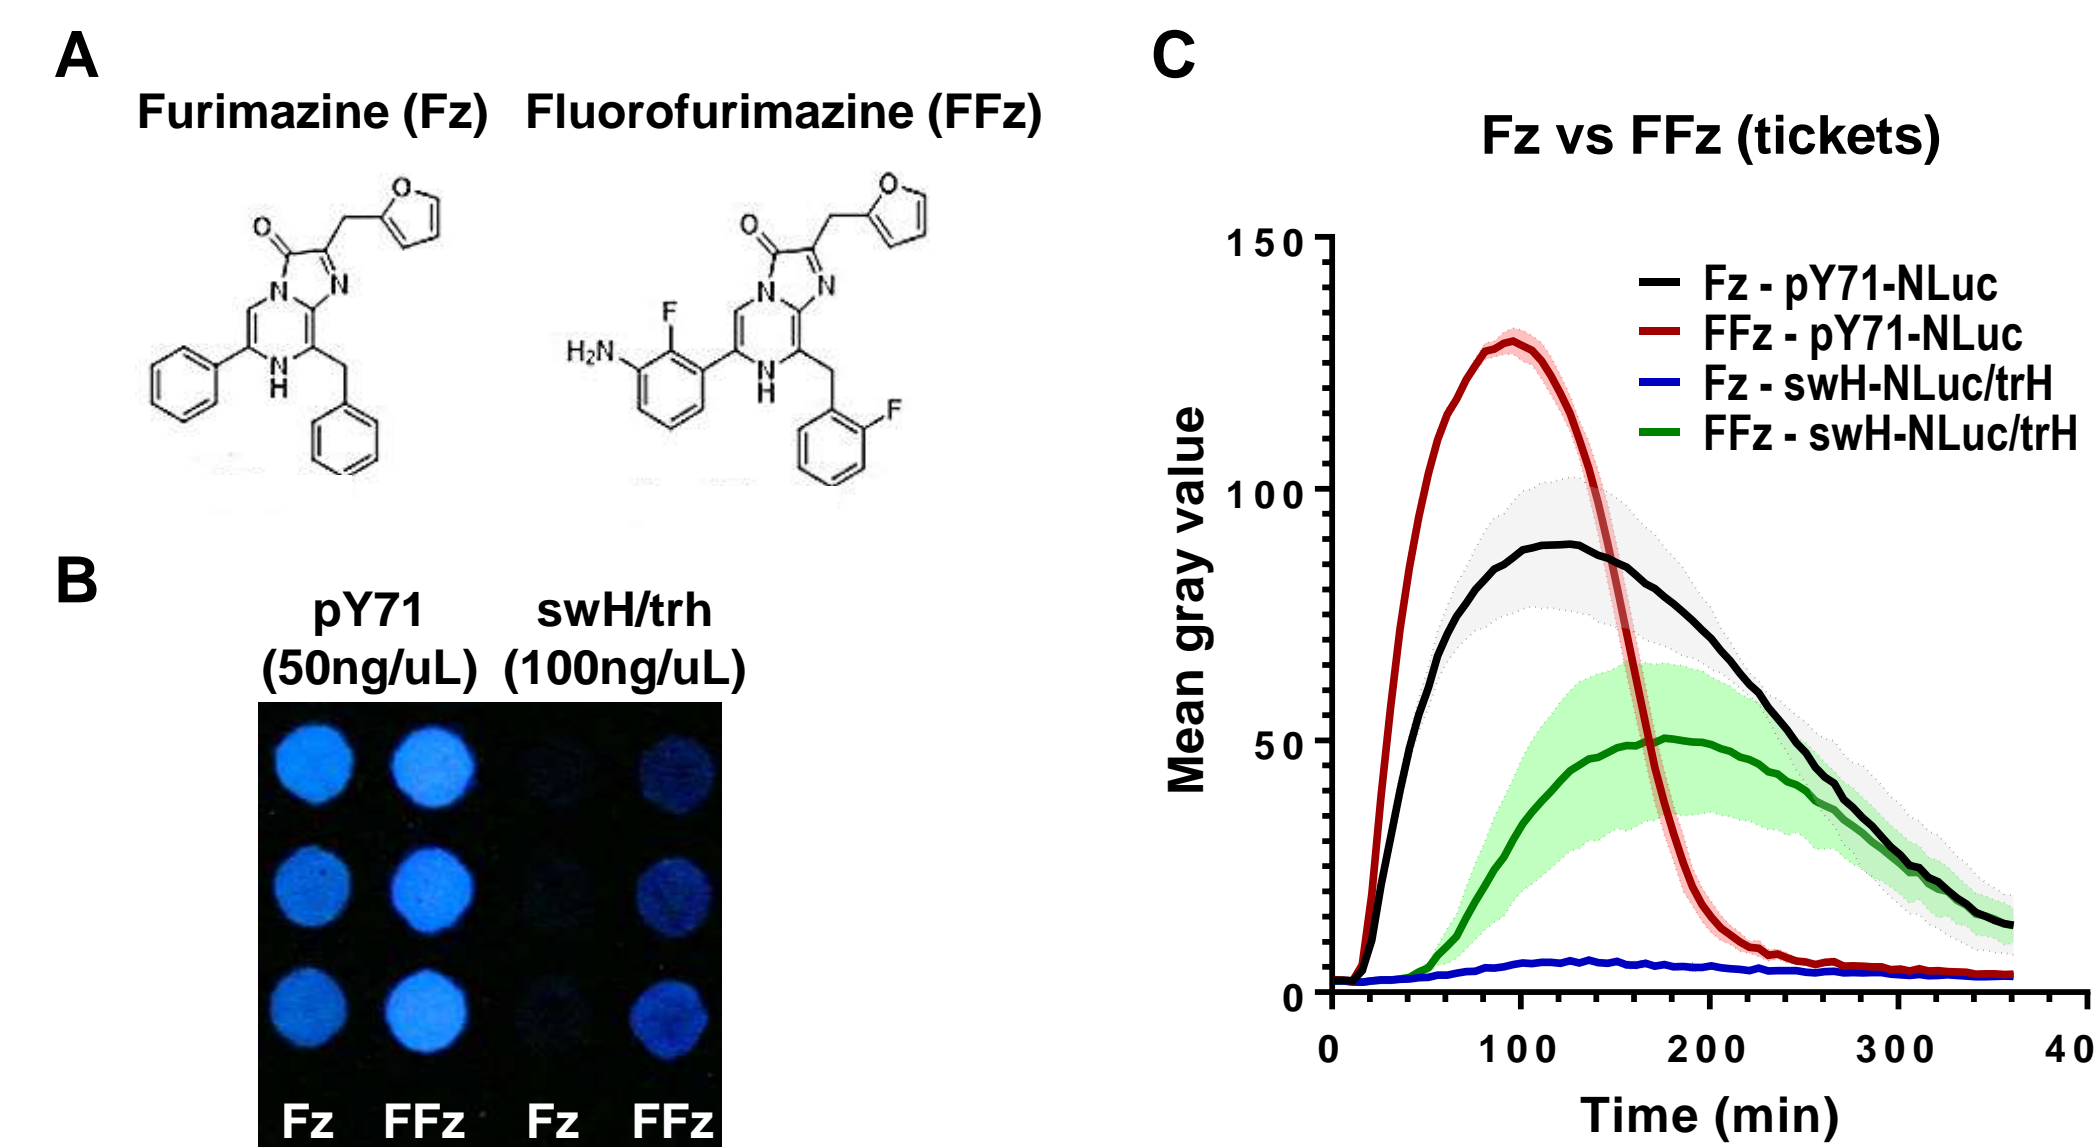 A
Furimazine (Fz)
Fluorofurimazine (FFz)
O
O
N
N
N
H
O
O
N
N
N
H
F
H₂N
F
B
pY71
(50ng/uL)
swH/trh
(100ng/uL)
Fz
FFz
Fz
FFz
C
Fz vs FFz (tickets)
Mean gray value
150
100
50
0
Fz - pY71-NLuc
FFz - pY71-NLuc
Fz - swH-NLuc/trH
FFz - swH-NLuc/trH
0
100
200
300
40
Time (min)